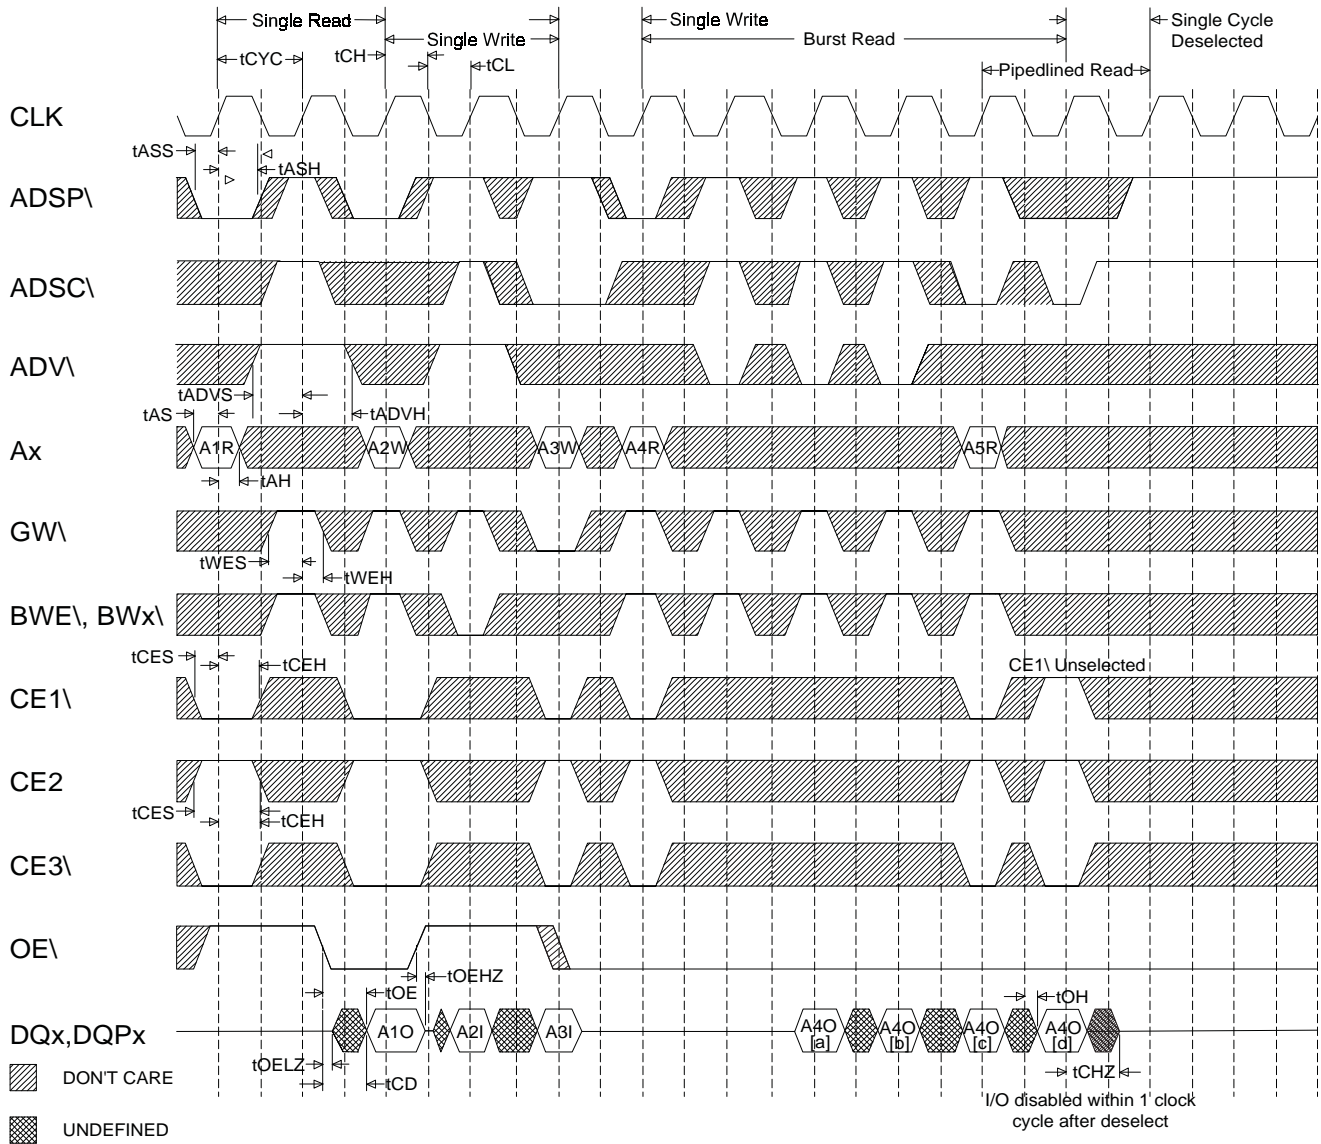 Single Read
Single Write
Single Write
Burst Read
Single Cycle
Deselected
Pipedlined Read
tCYC
tCH
tCL
CLK
tASS
tASH
ADSP\
ADSC\
ADV\
tADVS
tADVH
tAS
Ax
A1R
A2W
A3W
A4R
A5R
tAH
GW\
tWES
tWEH
BWE\, BWx\
tCES
tCEH
CE1\ Unselected
CE1\
CE2
tCES
tCEH
CE3\
OE\
tOEHZ
tOE
tOH
DQx,DQPx
A1O
A2I
A3I
A4O
[a]
A4O
[b]
A4O
[c]
A4O
[d]
tOELZ
tCD
tCHZ
I/O disabled within 1 clock
cycle after deselect
DON'T CARE
UNDEFINED